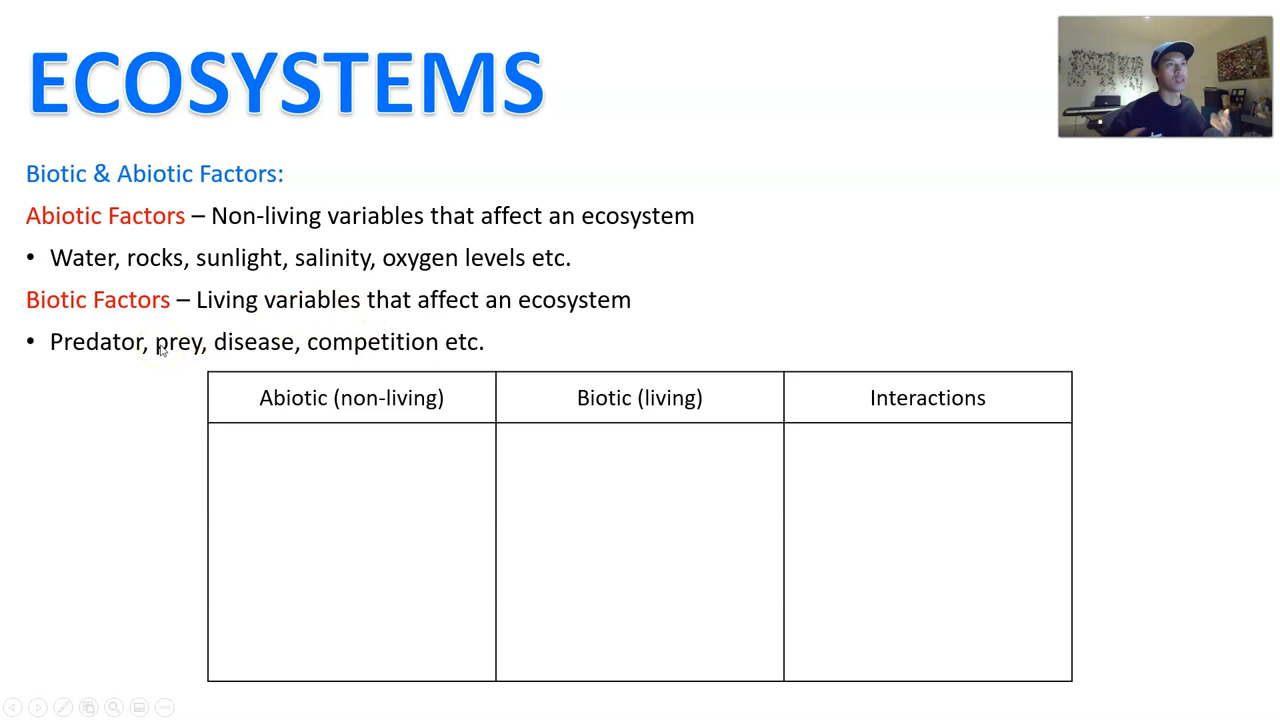 ECOSYSTEMS
Biotic & Abiotic Factors:
Abiotic Factors – Non-living variables that affect an ecosystem
• Water, rocks, sunlight, salinity, oxygen levels etc.
Biotic Factors – Living variables that affect an ecosystem
• Predator, prey, disease, competition etc.
Abiotic (non-living)
Biotic (living)
Interactions